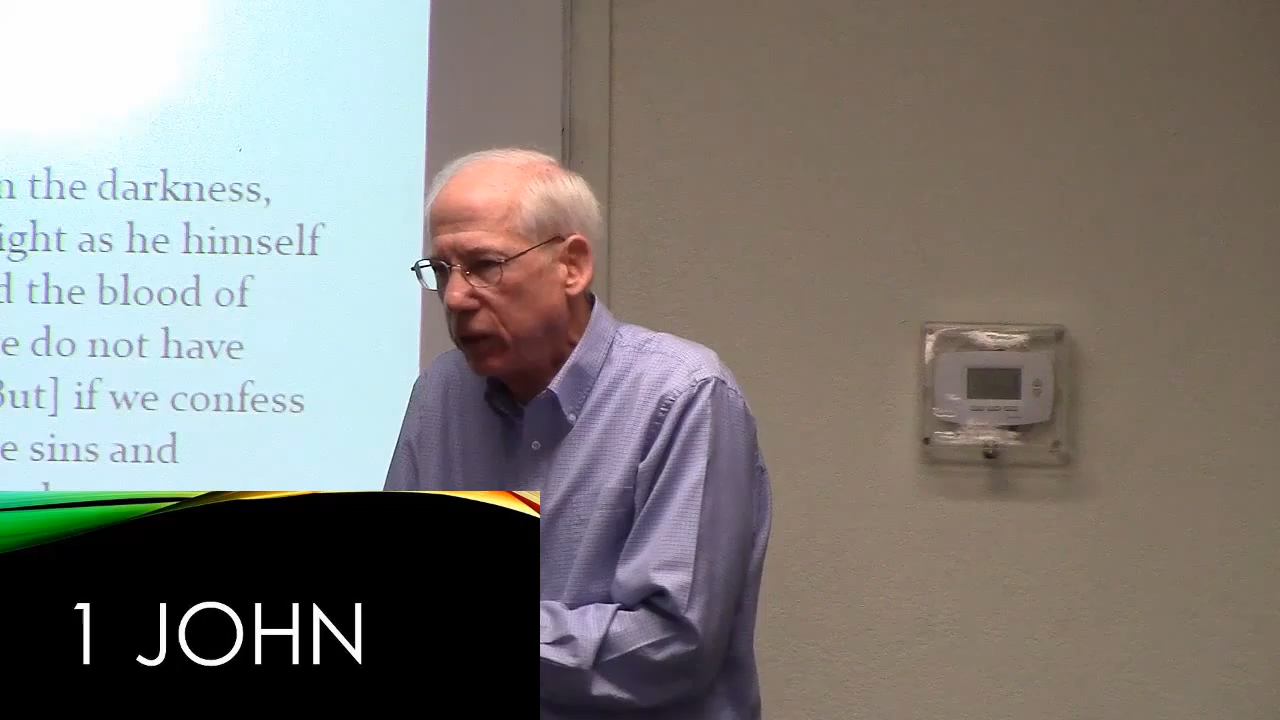 the darkness,
ight as he himself
the blood of
e do not have
But] if we confess
e sins and
1 JOHN